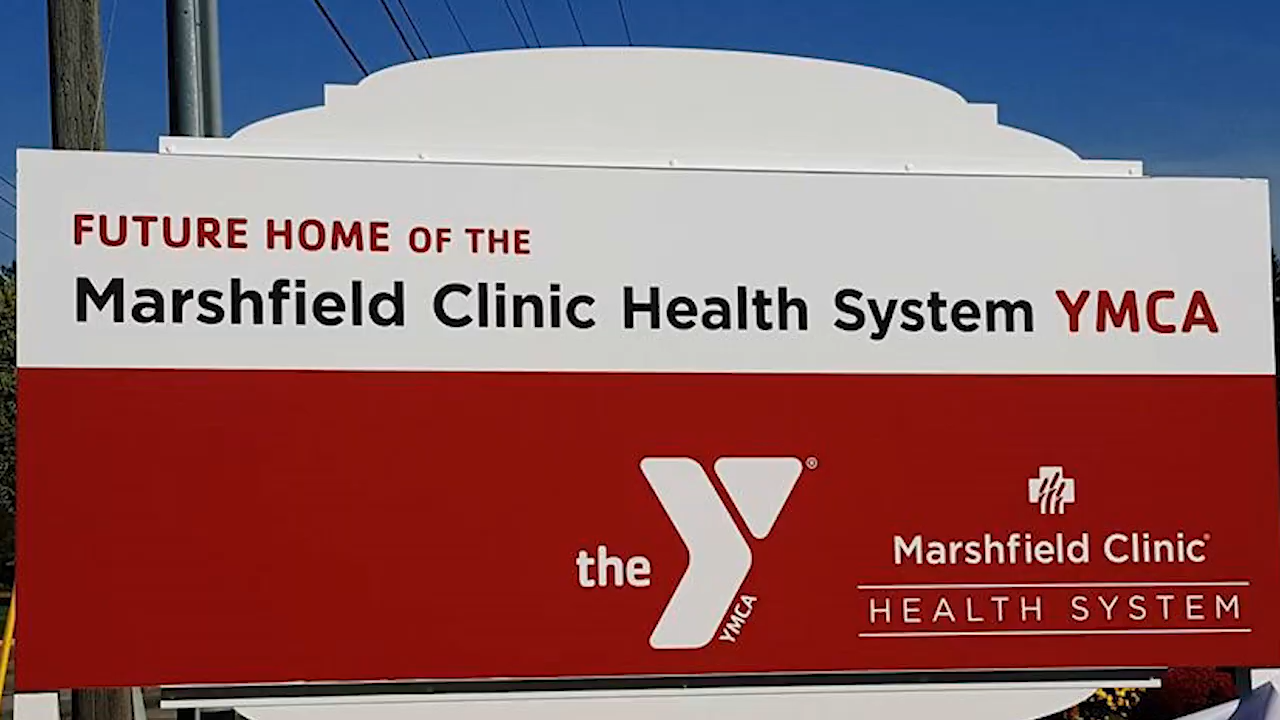 FUTURE HOME OF THE
Marshfield Clinic Health System YMCA
the Y®
YMCA
Marshfield Clinic®
HEALTH SYSTEM